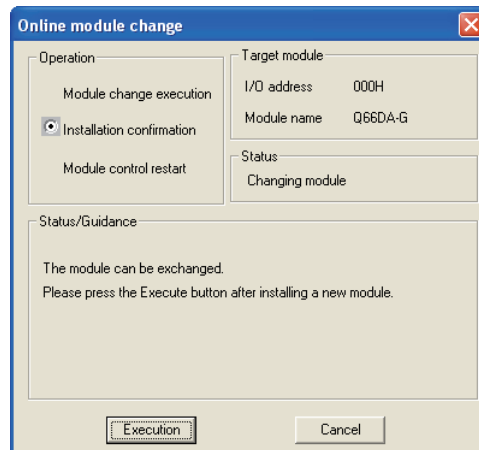 Online module change
Operation
Module change execution
Installation confirmation
Module control restart
Target module
I/O address 000H
Module name Q66DA-G
Status
Changing module
Status/Guidance
The module can be exchanged.
Please press the Execute button after installing a new module.
Execution Cancel